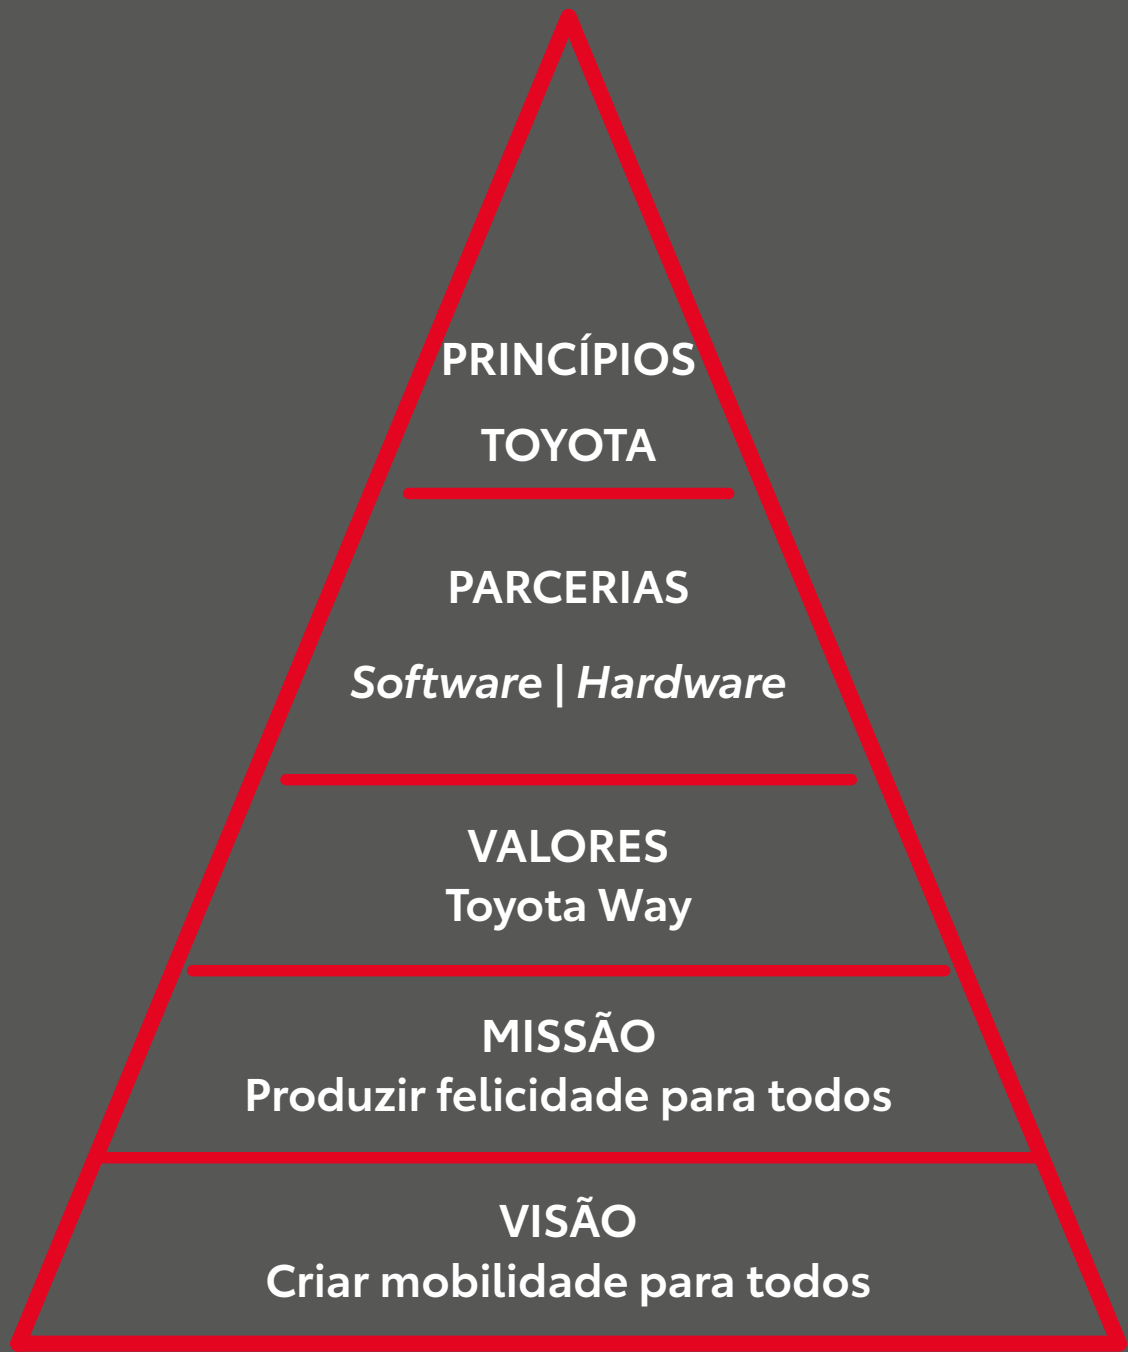 PRINCÍPIOS
TOYOTA
PARCERIAS
Software | Hardware
VALORES
Toyota Way
MISSÃO
Produzir felicidade para todos
VISÃO
Criar mobilidade para todos